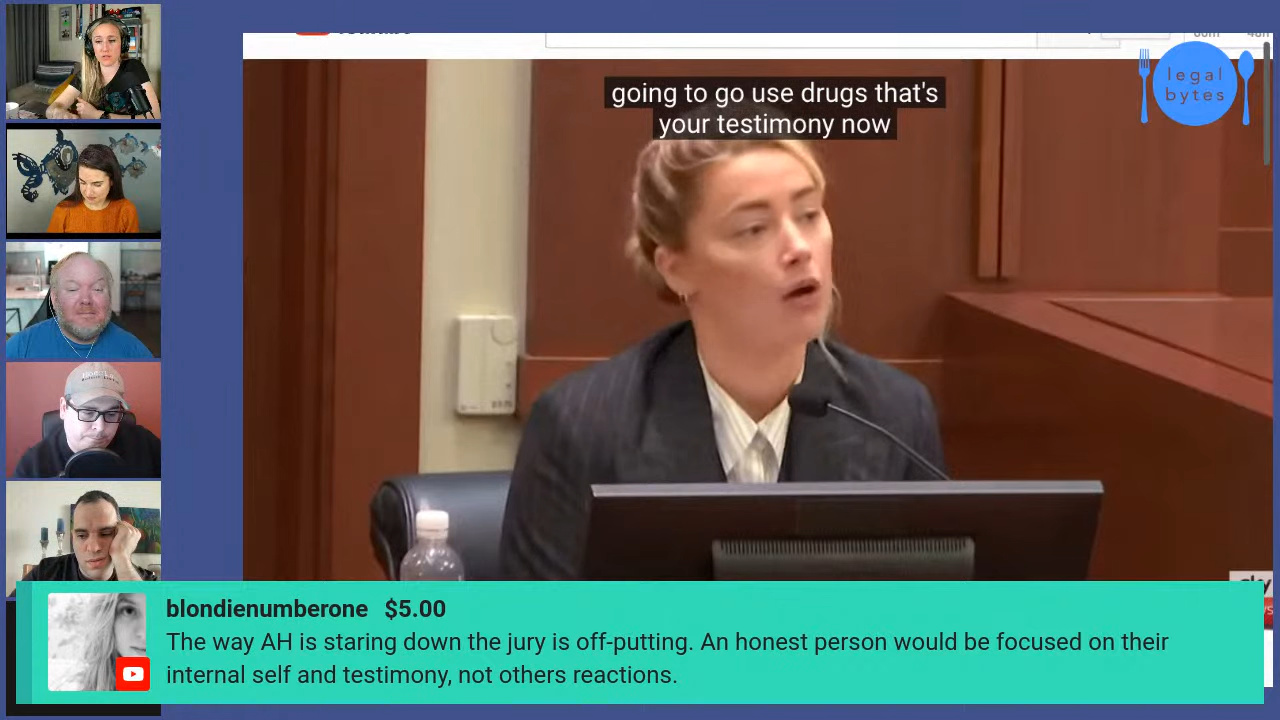 legal
bytes
going to go use drugs that's
your testimony now
sky
blondienumberone $5.00
The way AH is staring down the jury is off-putting. An honest person would be focused on their
internal self and testimony, not others reactions.